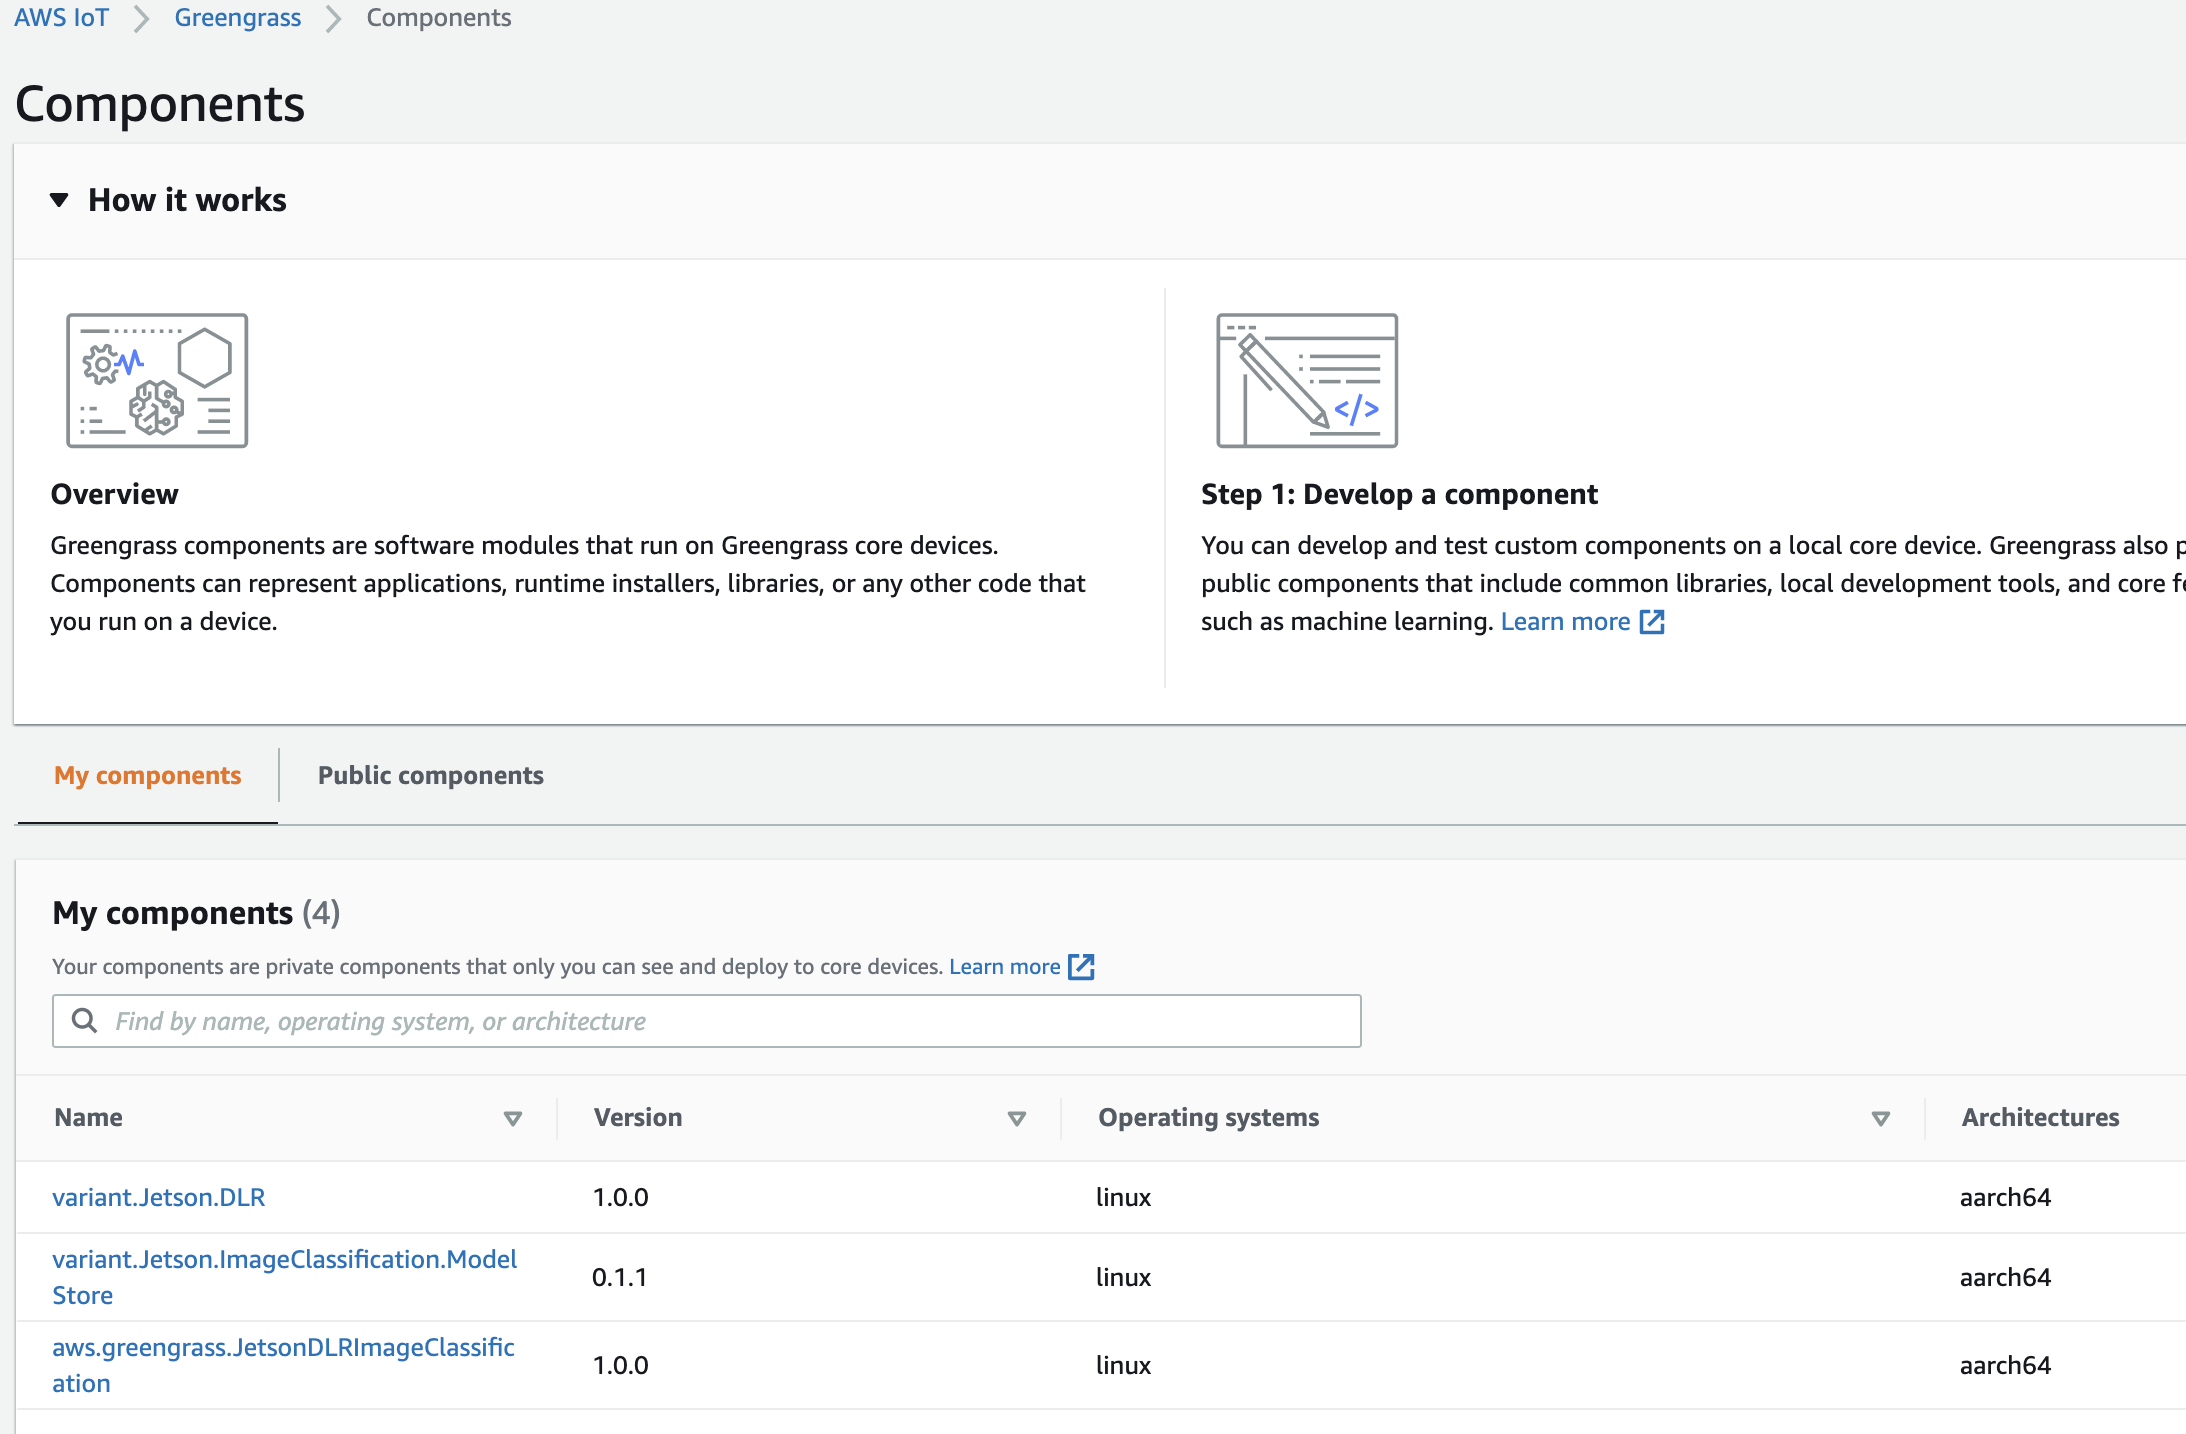 AWS IoT > Greengrass > Components
Components
How it works
Overview
Greengrass components are software modules that run on Greengrass core devices.
Components can represent applications, runtime installers, libraries, or any other code that
you run on a device.
Step 1: Develop a component
You can develop and test custom components on a local core device. Greengrass also
public components that include common libraries, local development tools, and core
such as machine learning. Learn more
My components
Public components
My components (4)
Your components are private components that only you can see and deploy to core devices. Learn more
Find by name, operating system, or architecture
Name Version Operating systems Architectures
variant.Jetson.DLR 1.0.0 linux aarch64
variant.Jetson.ImageClassification.Model
Store 0.1.1 linux aarch64
aws.greengrass.JetsonDLRImageClassific
ation 1.0.0 linux aarch64